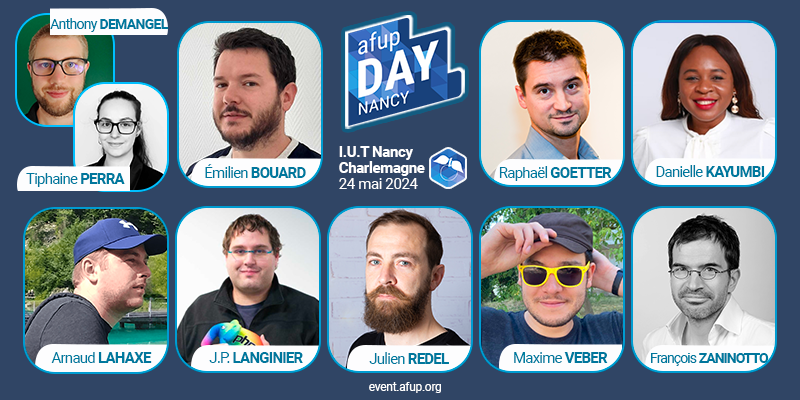 Anthony DEMANGEL
Tiphaine PERRA
Émilien BOUARD
afup
DAY
NANCY
I.U.T Nancy
Charlemagne
24 mai 2024
Raphaël GOETTER
Danielle KAYUMBI
Arnaud LAHAXE
J.P. LANGINIER
php
Julien REDEL
Maxime VEBER
François ZANINOTTO
event.afup.org